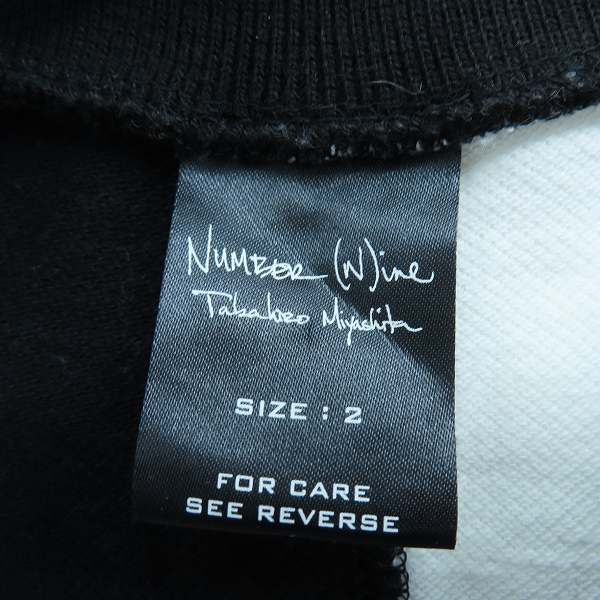 NUMBER (N)ine
Takahiro Miyashita
SIZE : 2
FOR CARE
SEE REVERSE